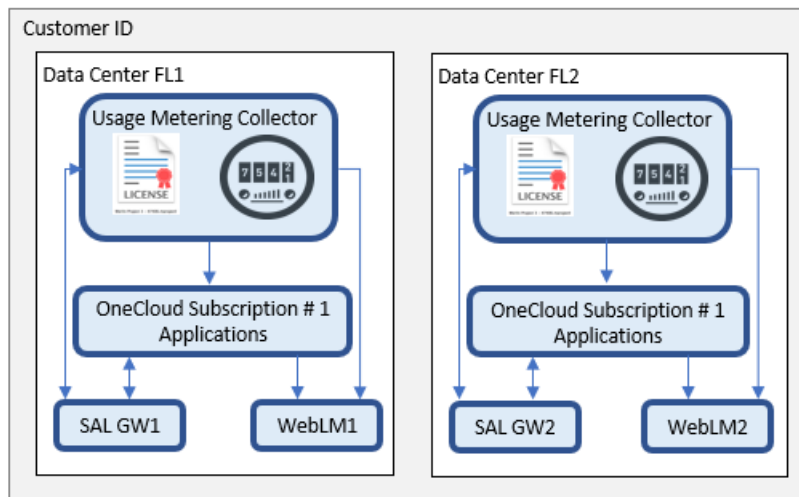 Customer ID
Data Center FL1
Usage Metering Collector
LICENSE
7 5 4 2
1
OneCloud Subscription # 1
Applications
SAL GW1
WebLM1
Data Center FL2
Usage Metering Collector
LICENSE
7 5 4 2
1
OneCloud Subscription # 1
Applications
SAL GW2
WebLM2